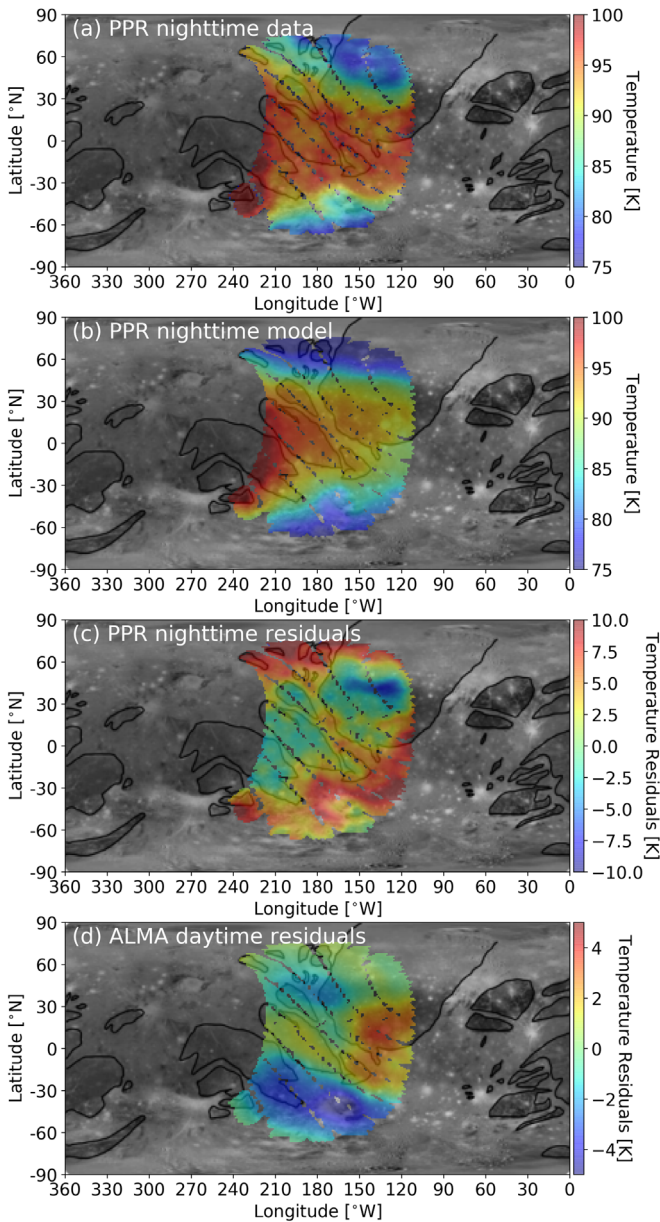 (a) PPR nighttime data
90
60
30
0
-30
-60
-90
Latitude [°N]
360 330 300 270 240 210 180 150 120 90 60 30 0
Longitude [°W]
100
95
90
85
80
75
Temperature [K]
(b) PPR nighttime model
90
60
30
0
-30
-60
-90
Latitude [°N]
360 330 300 270 240 210 180 150 120 90 60 30 0
Longitude [°W]
100
95
90
85
80
75
Temperature [K]
(c) PPR nighttime residuals
90
60
30
0
-30
-60
-90
Latitude [°N]
360 330 300 270 240 210 180 150 120 90 60 30 0
Longitude [°W]
10.0
7.5
5.0
2.5
0.0
−2.5
−5.0
−7.5
−10.0
Temperature Residuals [K]
(d) ALMA daytime residuals
90
60
30
0
-30
-60
-90
Latitude [°N]
360 330 300 270 240 210 180 150 120 90 60 30 0
Longitude [°W]
4
2
0
−2
−4
Temperature Residuals [K]